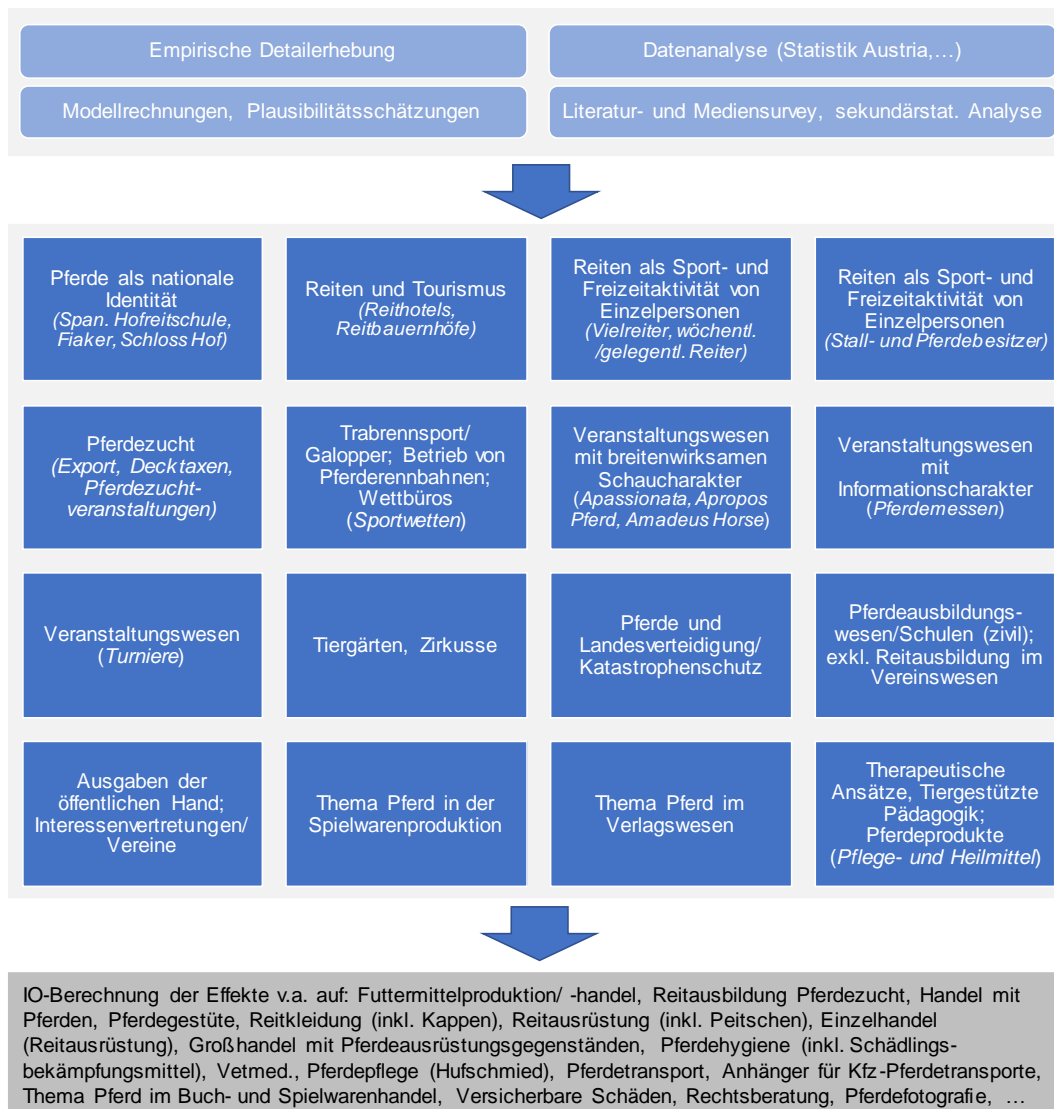 Empirische Detailerhebung
Datenanalyse (Statistik Austria,…)
Modellrechnungen, Plausibilitätsschätzungen
Literatur- und Mediensurvey, sekundärstat. Analyse
Pferde als nationale
Identität
(Span. Hofreitschule,
Fiaker, Schloss Hof)
Reiten und Tourismus
(Reithotels,
Reitbauernhöfe)
Reiten als Sport- und
Freizeitaktivität von
Einzelpersonen
(Vielreiter, wöchentl.
/gelegentl. Reiter)
Reiten als Sport- und
Freizeitaktivität von
Einzelpersonen
(Stall- und Pferdebesitzer)
Pferdezucht
(Export, Decktaxen,
Pferdezucht-
veranstaltungen)
Trabrennsport/
Galopper; Betrieb von
Pferderennbahnen;
Wettbüros
(Sportwetten)
Veranstaltungswesen
mit breitenwirksamen
Schaucharakter
(Apassionata, Apropos
Pferd, Amadeus Horse)
Veranstaltungswesen
mit
Informationscharakter
(Pferdemessen)
Veranstaltungswesen
(Turniere)
Tiergärten, Zirkusse
Pferde und
Landesverteidigung/
Katastrophenschutz
Pferdeausbildungs-
wesen/Schulen (zivil);
exkl. Reitausbildung im
Vereinswesen
Ausgaben der
öffentlichen Hand;
Interessenvertretungen/
Vereine
Thema Pferd in der
Spielwarenproduktion
Thema Pferd im
Verlagswesen
Therapeutische
Ansätze, Tiergestützte
Pädagogik;
Pferdeprodukte
(Pflege- und Heilmittel)
IO-Berechnung der Effekte v.a. auf: Futtermittelproduktion/ -handel, Reitausbildung Pferdezucht, Handel mit
Pferden, Pferdegestüte, Reitkleidung (inkl. Kappen), Reitausrüstung (inkl. Peitschen), Einzelhandel
(Reitausrüstung), Großhandel mit Pferdeausrüstungsgegenständen, Pferdehygiene (inkl. Schädlings-
bekämpfungsmittel), Vetmed., Pferdepflege (Hufschmied), Pferdetransport, Anhänger für Kfz-Pferdetransporte,
Thema Pferd im Buch- und Spielwarenhandel, Versicherbare Schäden, Rechtsberatung, Pferdefotografie, …